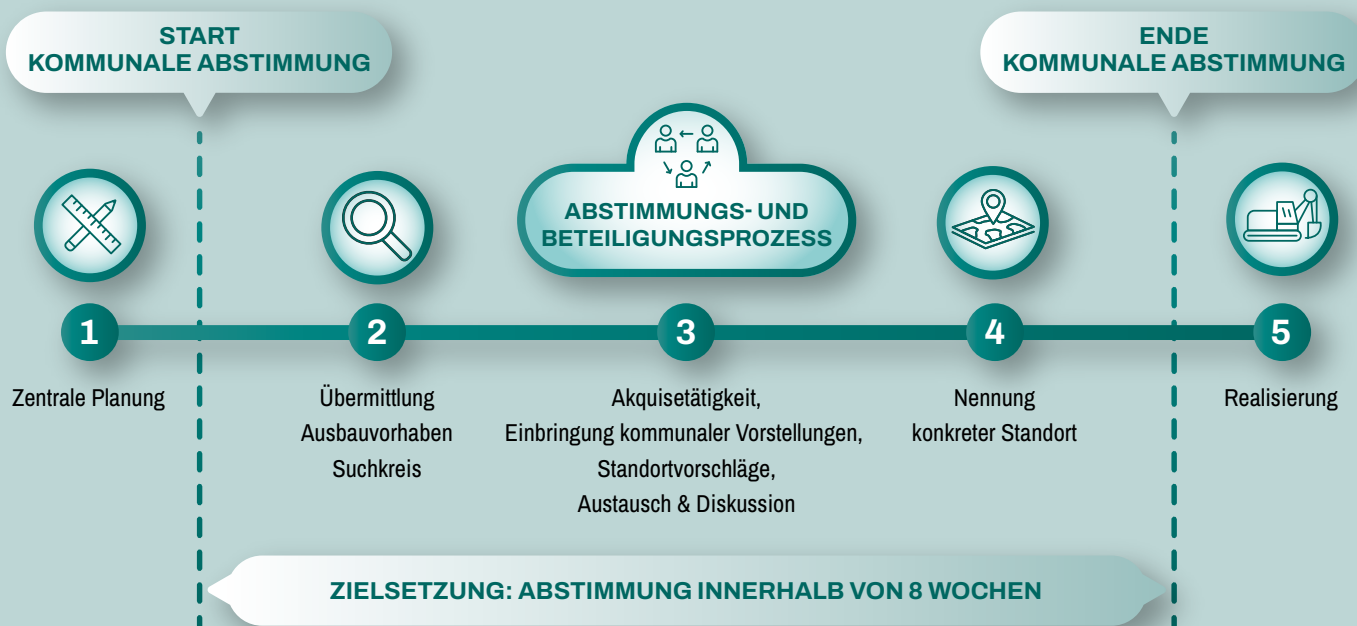 START
KOMMUNALE ABSTIMMUNG
ENDE
KOMMUNALE ABSTIMMUNG
ABSTIMMUNGS- UND
BETEILIGUNGSPROZESS
1
2
3
4
5
Zentrale Planung
Übermittlung
Ausbauvorhaben
Suchkreis
Akquisetätigkeit,
Einbringung kommunaler Vorstellungen,
Standortvorschläge,
Austausch & Diskussion
Nennung
konkreter Standort
Realisierung
ZIELSETZUNG: ABSTIMMUNG INNERHALB VON 8 WOCHEN